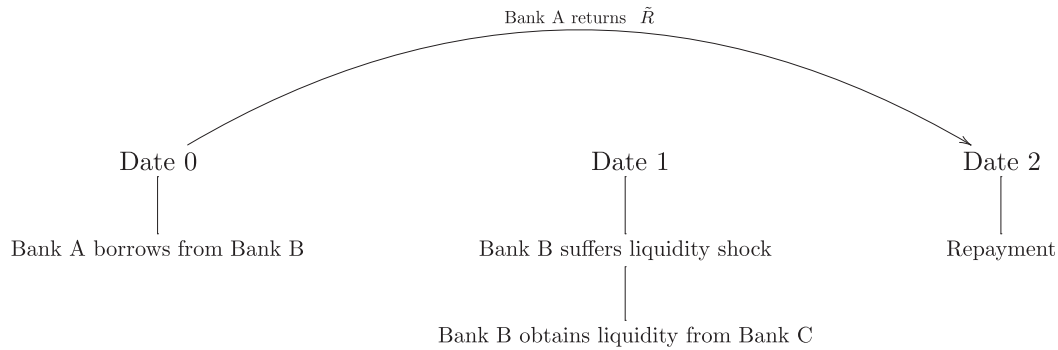 Bank A returns R̃
Date 0
Date 1
Date 2
Bank A borrows from Bank B
Bank B suffers liquidity shock
Repayment
Bank B obtains liquidity from Bank C